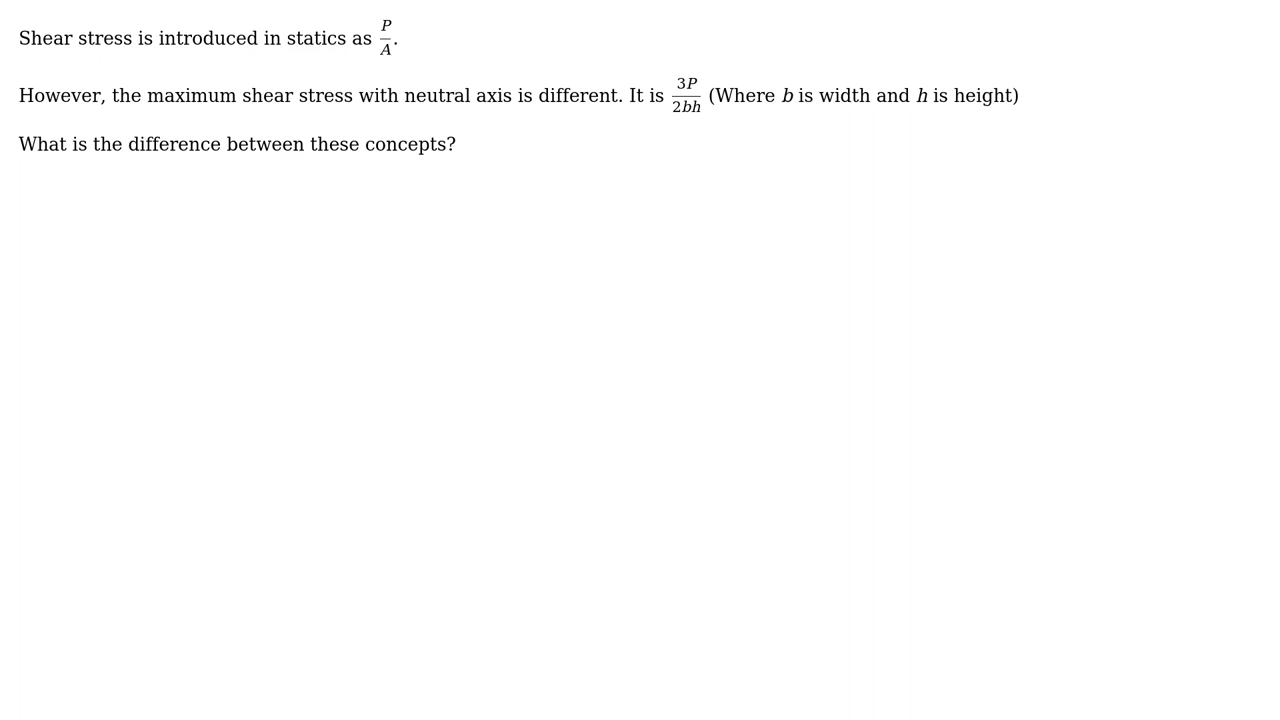 Shear stress is introduced in statics as P/A.
However, the maximum shear stress with neutral axis is different. It is 3P/2bh (Where b is width and h is height)
What is the difference between these concepts?